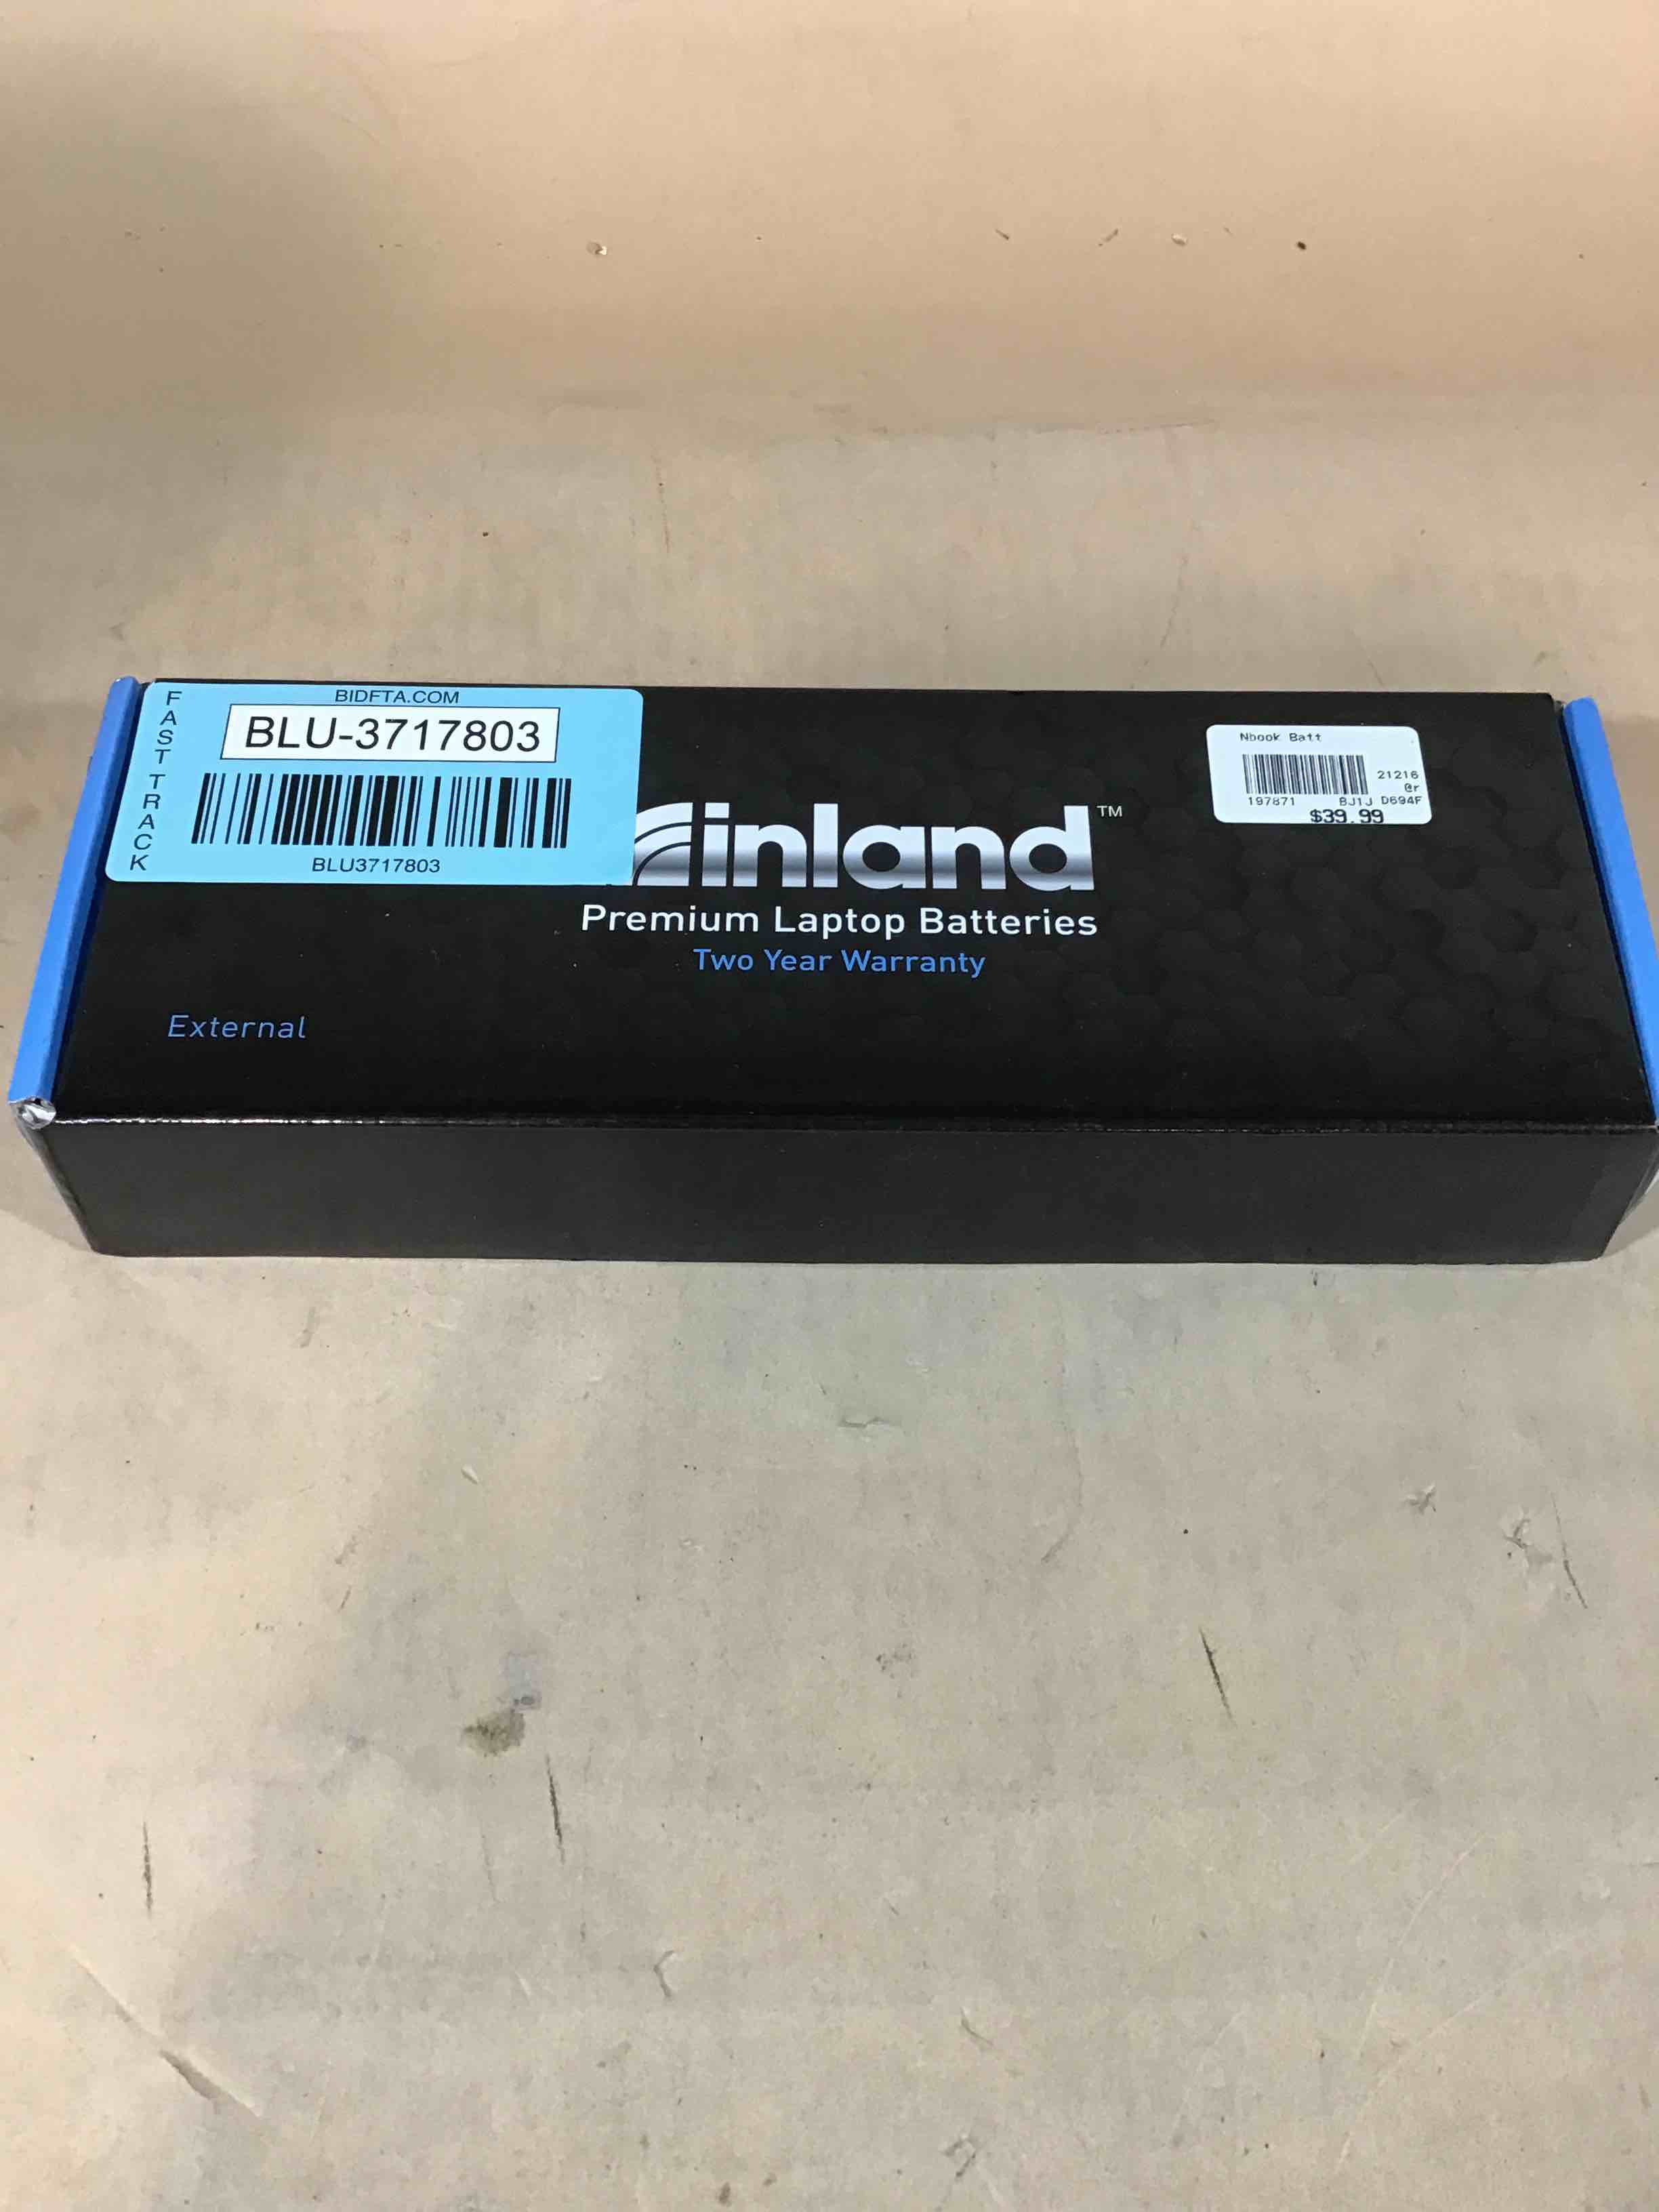 FAST TRACK
BIDFTA.COM
BLU-3717803
BLU3717803
Nbook Batt
21216
@r
197871 8J1J D694F
$39.99
inland™
Premium Laptop Batteries
Two Year Warranty
External